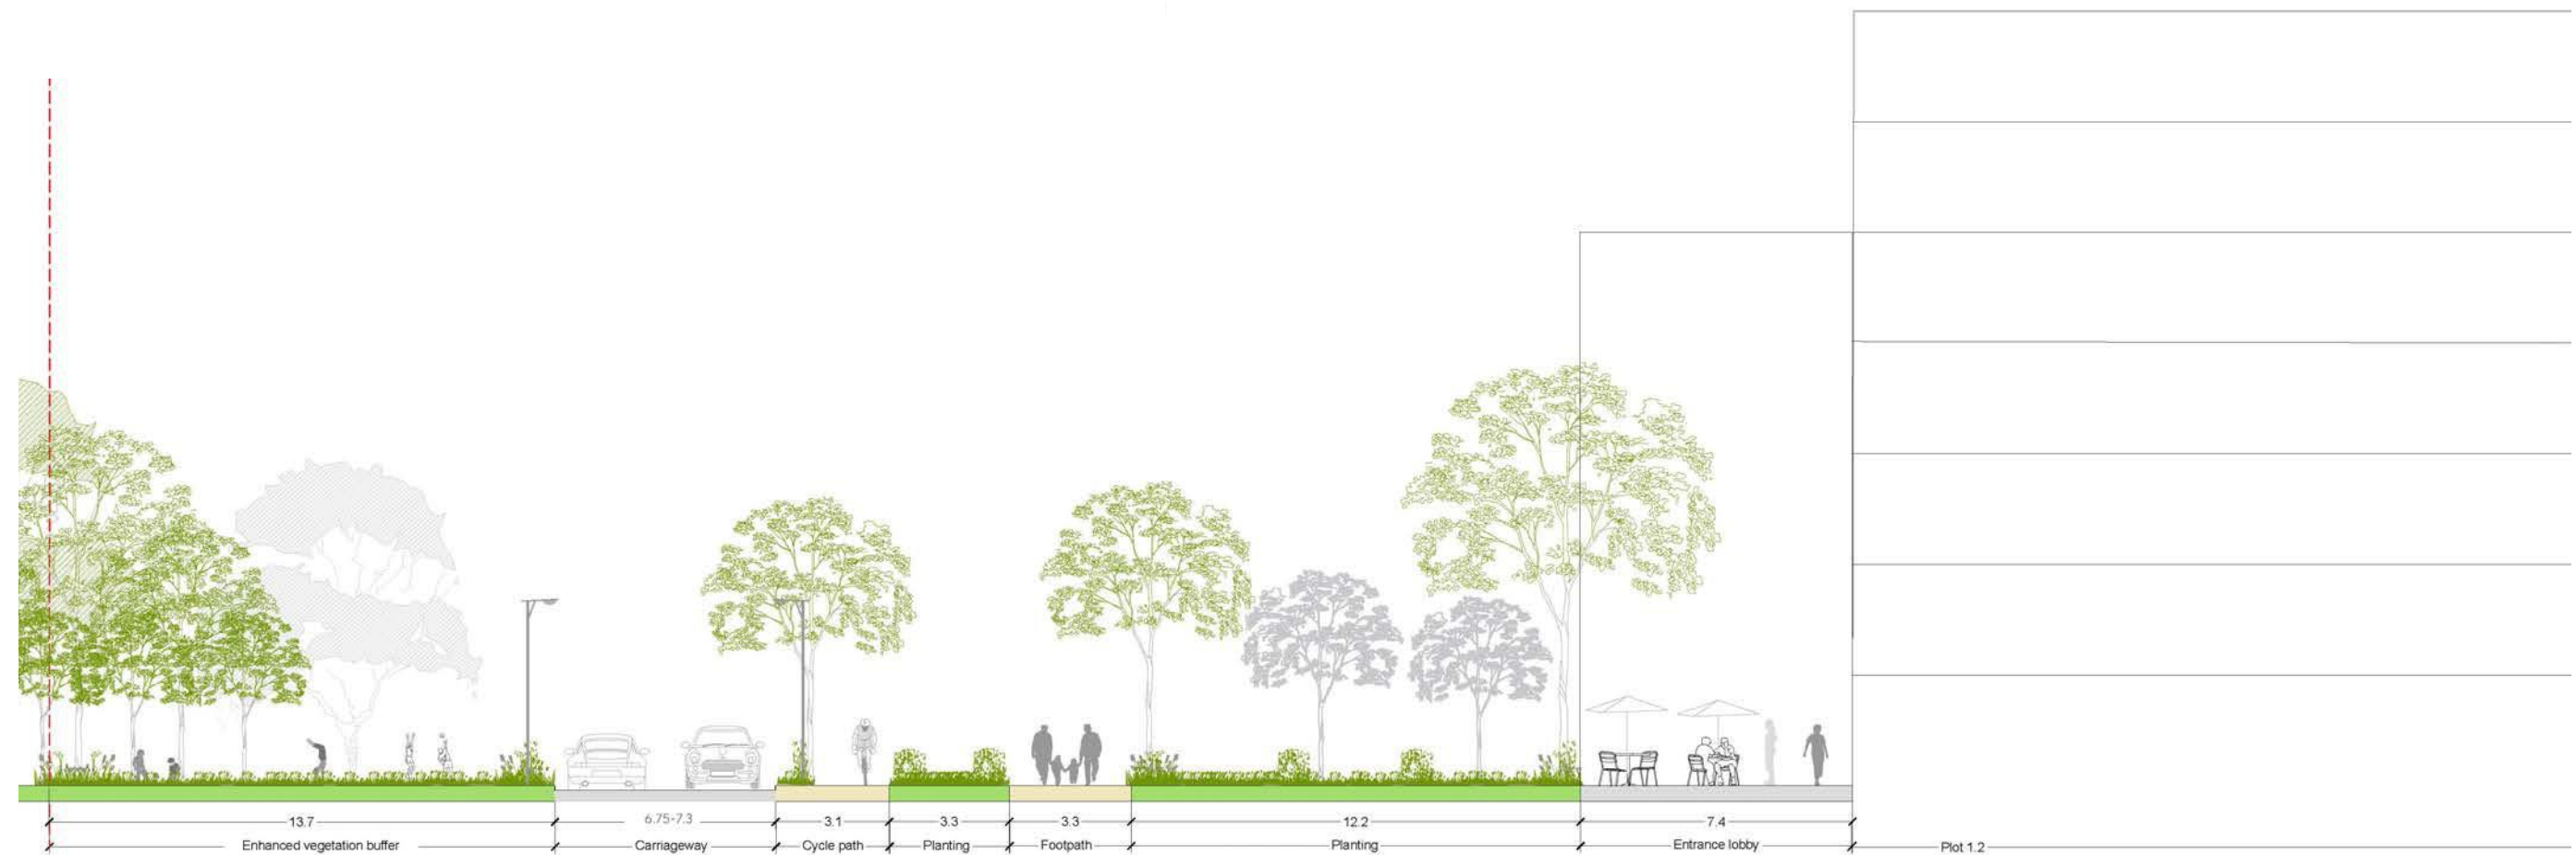 13.7
6.75-7.3
3.1
3.3
3.3
12.2
7.4
Enhanced vegetation buffer
Carriageway
Cycle path
Planting
Footpath
Planting
Entrance lobby
Plot 1.2